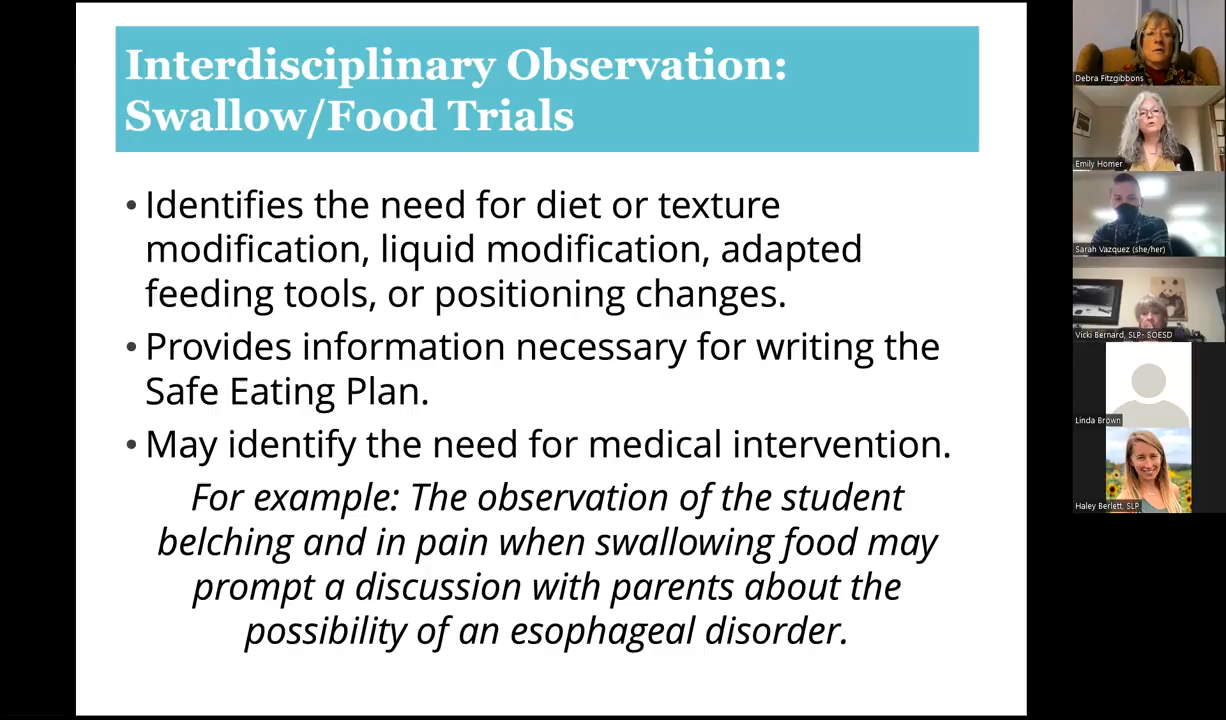 Interdisciplinary Observation:
Swallow/Food Trials
• Identifies the need for diet or texture
modification, liquid modification, adapted
feeding tools, or positioning changes.
• Provides information necessary for writing the
Safe Eating Plan.
• May identify the need for medical intervention.
For example: The observation of the student
belching and in pain when swallowing food may
prompt a discussion with parents about the
possibility of an esophageal disorder.
Debra Fitzgibbons
Emily Homer
Sarah Vazquez (she/her)
Vicki Bernard, SLP- SOESD
Linda Brown
Haley Berlett, SLP